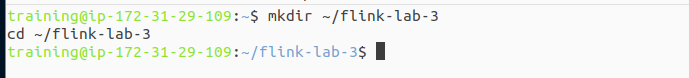 training@ip-172-31-29-109:~$ mkdir ~/flink-lab-3
cd ~/flink-lab-3
training@ip-172-31-29-109:~/flink-lab-3$